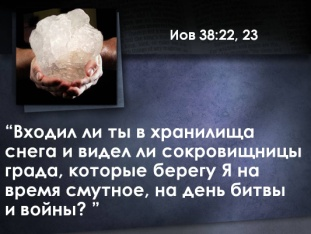 Иов 38:22, 23
“Входил ли ты в хранилища
снега и видел ли сокровищницы
града, которые берегу Я на
время смутное, на день битвы
и войны? ”